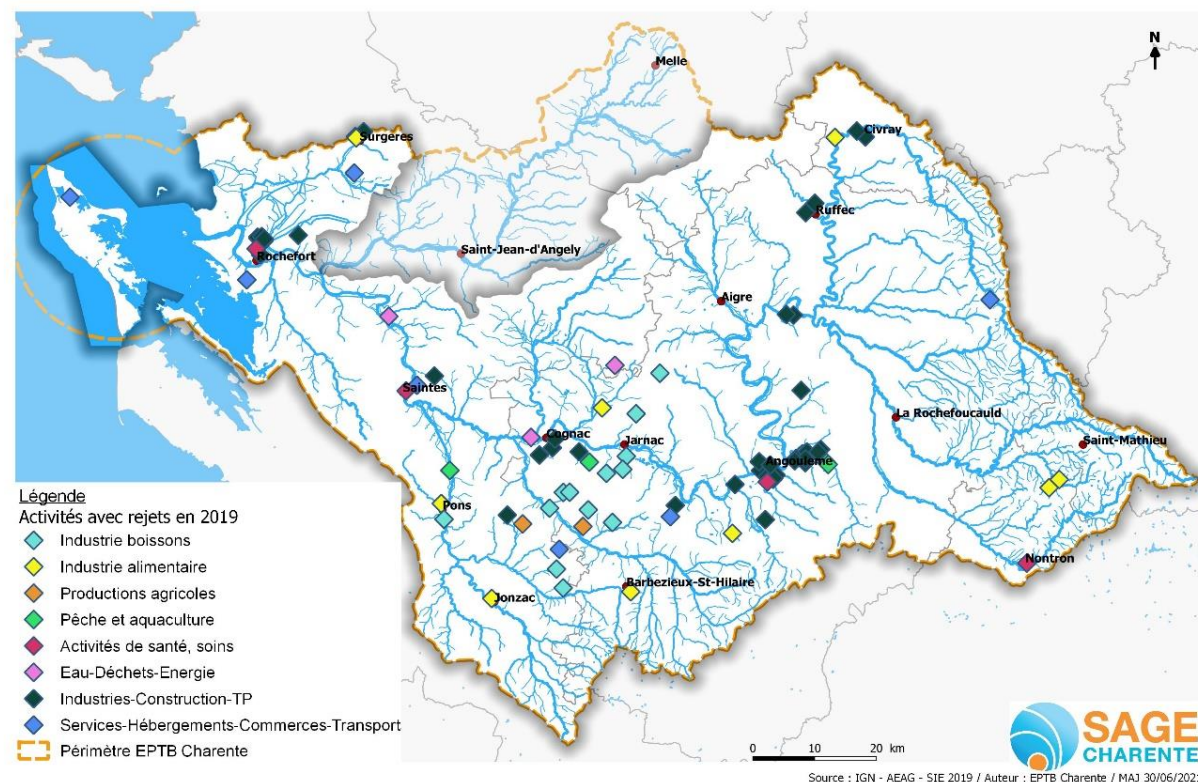 Melle
N
Surgères
Civray
Ruffec
Rochefort
Saint-Jean-d'Angely
Aigre
Saintes
La Rochefoucauld
Cognac
Jarnac
Saint-Mathieu
Angoulême
Pons
Nontron
Barbezieux-St-Hilaire
Jonzac
Légende
Activités avec rejets en 2019
Industrie boissons
Industrie alimentaire
Productions agricoles
Pêche et aquaculture
Activités de santé, soins
Eau-Déchets-Energie
Industries-Construction-TP
Services-Hébergements-Commerces-Transport
Périmètre EPTB Charente
0 10 20 km
SAGE
CHARENTE
Source : IGN - AEAG - SIE 2019 / Auteur : EPTB Charente / MAJ 30/06/202